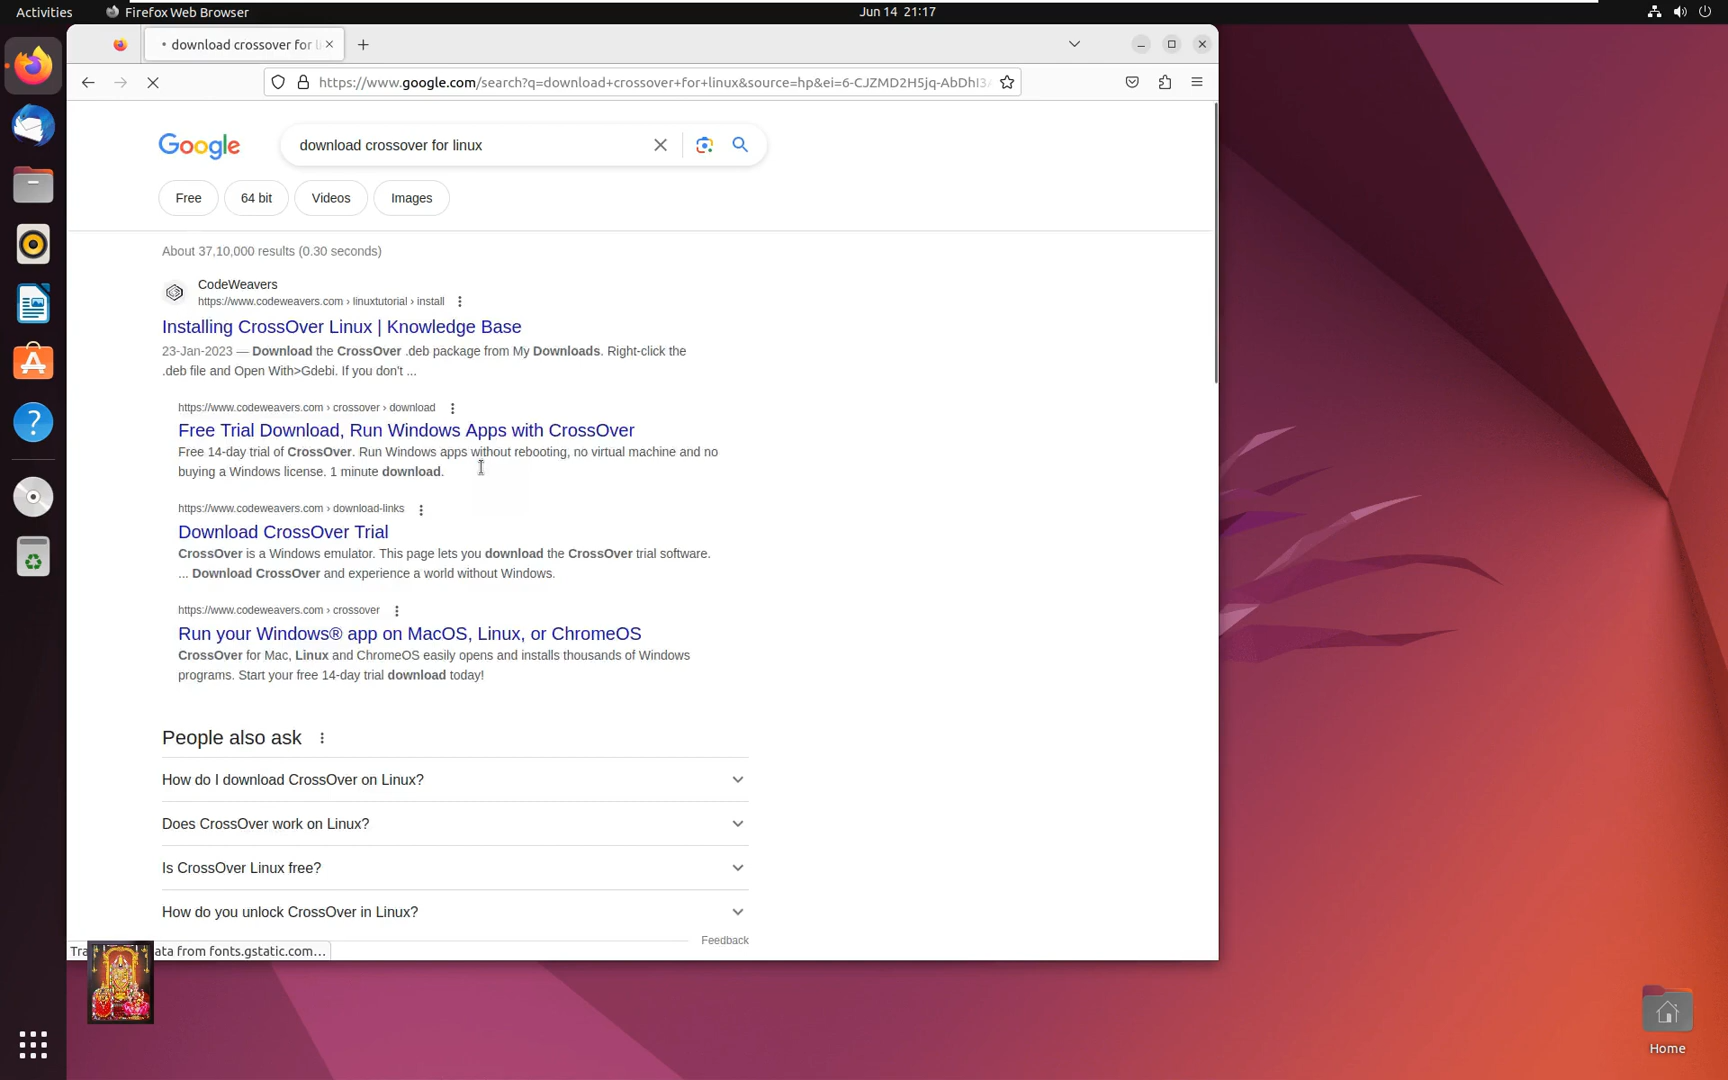 Activities
Firefox Web Browser
Jun 14 21:17
download crossover for l
https://www.google.com/search?q=download+crossover+for+linux&source=hp&ei=6-CJZMD2H5jq-AbDhI3
Google
download crossover for linux
Free
64 bit
Videos
Images
About 37,10,000 results (0.30 seconds)
CodeWeavers
https://www.codeweavers.com › linuxtutorial › install
Installing CrossOver Linux | Knowledge Base
23-Jan-2023 — Download the CrossOver .deb package from My Downloads. Right-click the
.deb file and Open With>Gdebi. If you don't ...
https://www.codeweavers.com › crossover › download
Free Trial Download, Run Windows Apps with CrossOver
Free 14-day trial of CrossOver. Run Windows apps without rebooting, no virtual machine and no
buying a Windows license. 1 minute download.
https://www.codeweavers.com › download-links
Download CrossOver Trial
CrossOver is a Windows emulator. This page lets you download the CrossOver trial software.
... Download CrossOver and experience a world without Windows.
https://www.codeweavers.com › crossover
Run your Windows® app on MacOS, Linux, or ChromeOS
CrossOver for Mac, Linux and ChromeOS easily opens and installs thousands of Windows
programs. Start your free 14-day trial download today!
People also ask
How do I download CrossOver on Linux?
Does CrossOver work on Linux?
Is CrossOver Linux free?
How do you unlock CrossOver in Linux?
Feedback
Tra
ata from fonts.gstatic.com…
Home